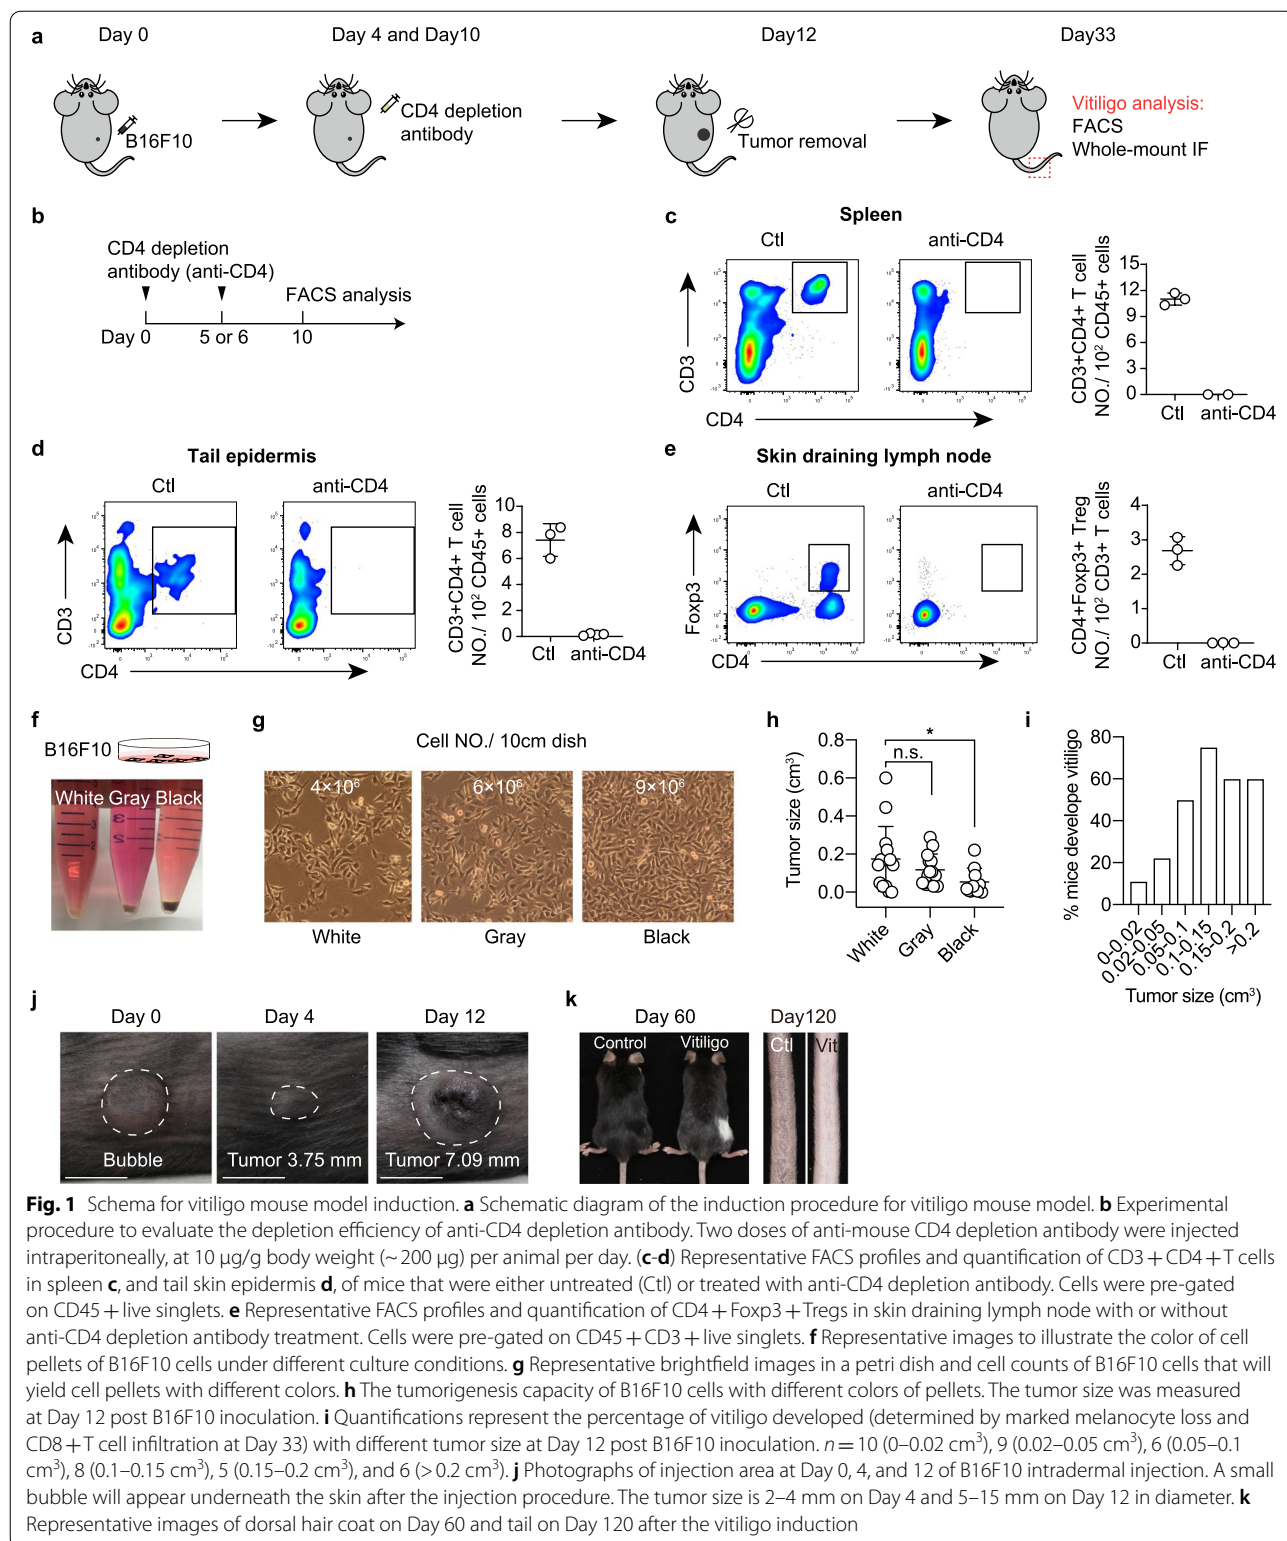 a
Day 0
Day 4 and Day10
Day12
Day33
B16F10
CD4 depletion
antibody
Tumor removal
Vitiligo analysis:
FACS
Whole-mount IF
b
CD4 depletion
antibody (anti-CD4)
FACS analysis
Day 0
5 or 6
10
c
Spleen
Ctl
anti-CD4
CD3
CD4
CD3+CD4+ T cell
NO./ 10² CD45+ cells
15
12
9
6
3
0
Ctl
anti-CD4
d
Tail epidermis
Ctl
anti-CD4
CD3
CD4
CD3+CD4+ T cell
NO./ 10² CD45+ cells
10
8
6
4
2
0
Ctl
anti-CD4
e
Skin draining lymph node
Ctl
anti-CD4
Foxp3
CD4
CD4+Foxp3+ Treg
NO./ 10² CD3+ T cells
4
3
2
1
0
Ctl
anti-CD4
f
B16F10
White Gray Black
g
Cell NO./ 10cm dish
4×10⁶
6×10⁶
9×10⁶
White
Gray
Black
h
Tumor size (cm³)
0.8
0.6
0.4
0.2
0.0
n.s.
*
White
Gray
Black
i
% mice develope vitiligo
80
60
40
20
0
0-0.02
0.02-0.05
0.05-0.1
0.1-0.15
0.15-0.2
>0.2
Tumor size (cm³)
j
Day 0
Day 4
Day 12
Bubble
Tumor 3.75 mm
Tumor 7.09 mm
k
Day 60
Day120
Control
Vitiligo
Ctl
Vit
Fig. 1 Schema for vitiligo mouse model induction. a Schematic diagram of the induction procedure for vitiligo mouse model. b Experimental
procedure to evaluate the depletion efficiency of anti-CD4 depletion antibody. Two doses of anti-mouse CD4 depletion antibody were injected
intraperitoneally, at 10 μg/g body weight (~ 200 μg) per animal per day. (c-d) Representative FACS profiles and quantification of CD3 + CD4 + T cells
in spleen c, and tail skin epidermis d, of mice that were either untreated (Ctl) or treated with anti-CD4 depletion antibody. Cells were pre-gated
on CD45 + live singlets. e Representative FACS profiles and quantification of CD4 + Foxp3 + Tregs in skin draining lymph node with or without
anti-CD4 depletion antibody treatment. Cells were pre-gated on CD45 + CD3 + live singlets. f Representative images to illustrate the color of cell
pellets of B16F10 cells under different culture conditions. g Representative brightfield images in a petri dish and cell counts of B16F10 cells that will
yield cell pellets with different colors. h The tumorigenesis capacity of B16F10 cells with different colors of pellets. The tumor size was measured
at Day 12 post B16F10 inoculation. i Quantifications represent the percentage of vitiligo developed (determined by marked melanocyte loss and
CD8 + T cell infiltration at Day 33) with different tumor size at Day 12 post B16F10 inoculation. n = 10 (0–0.02 cm³), 9 (0.02–0.05 cm³), 6 (0.05–0.1
cm³), 8 (0.1–0.15 cm³), 5 (0.15–0.2 cm³), and 6 (> 0.2 cm³). j Photographs of injection area at Day 0, 4, and 12 of B16F10 intradermal injection. A small
bubble will appear underneath the skin after the injection procedure. The tumor size is 2–4 mm on Day 4 and 5–15 mm on Day 12 in diameter. k
Representative images of dorsal hair coat on Day 60 and tail on Day 120 after the vitiligo induction